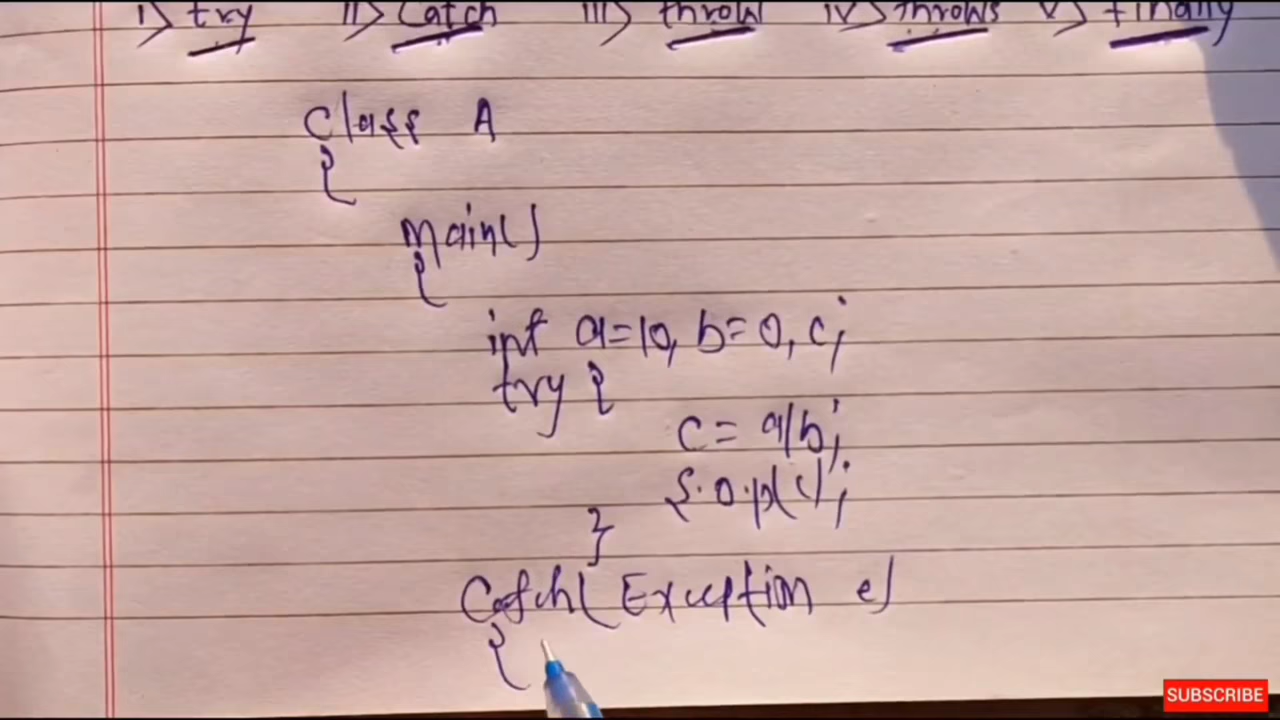 i> try ii> Catch iii> throw iv> throws v> finally
Class A
{
Main()
{
int a=10, b=0, c;
try {
c= a/b;
S.o.p(c);
}
Catch( Exception e)
{
SUBSCRIBE